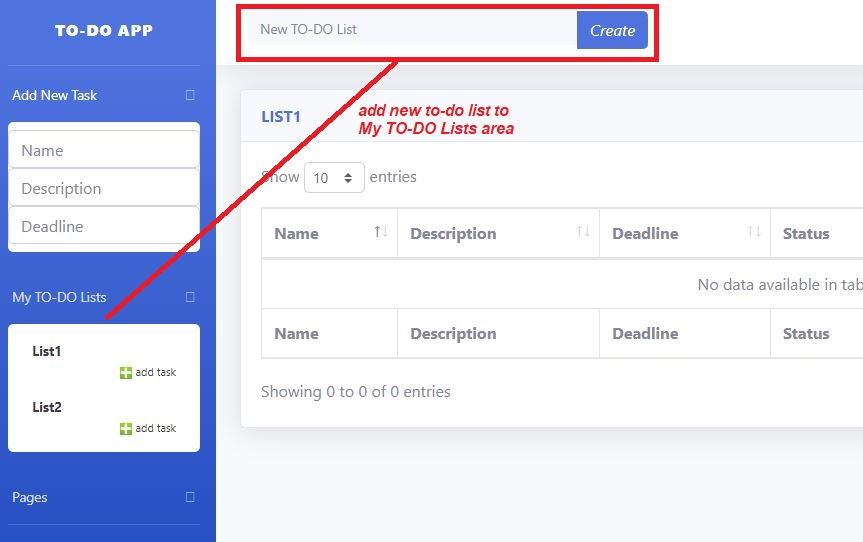 TO-DO APP
New TO-DO List
Create
Add New Task
Name
Description
Deadline
My TO-DO Lists
List1
add task
List2
add task
Pages
LIST1
add new to-do list to
My TO-DO Lists area
Show 10 entries
Name Description Deadline Status
No data available in tab
Name Description Deadline Status
Showing 0 to 0 of 0 entries